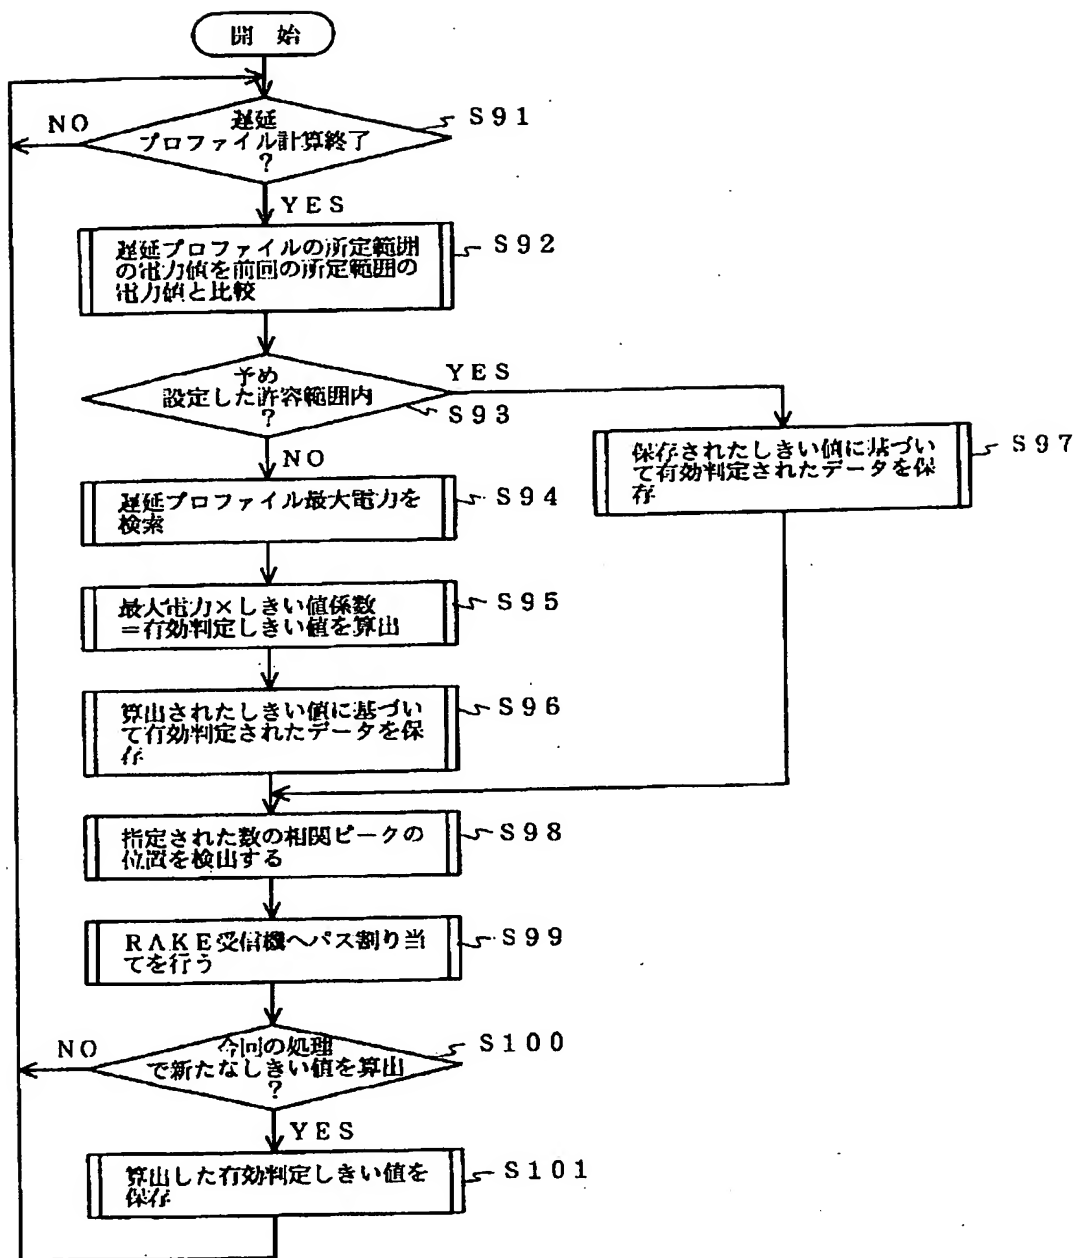 開 始
遅延
プロファイル計算終了
?
S91
NO
YES
遅延プロファイルの所定範囲
の電力値を前回の所定範囲の
電力値と比較
S92
予め
設定した許容範囲内
?
S93
YES
NO
遅延プロファイル最大電力を
検索
S94
保存されたしきい値に基づい
て有効判定されたデータを保
存
S97
最大電力×しきい値係数
=有効判定しきい値を算出
S95
算出されたしきい値に基づい
て有効判定されたデータを保
存
S96
指定された数の相関ピークの
位置を検出する
S98
RAKE受信機へパス割り当
てを行う
S99
今回の処理
で新たなしきい値を算出
?
S100
NO
YES
算出した有効判定しきい値を
保存
S101